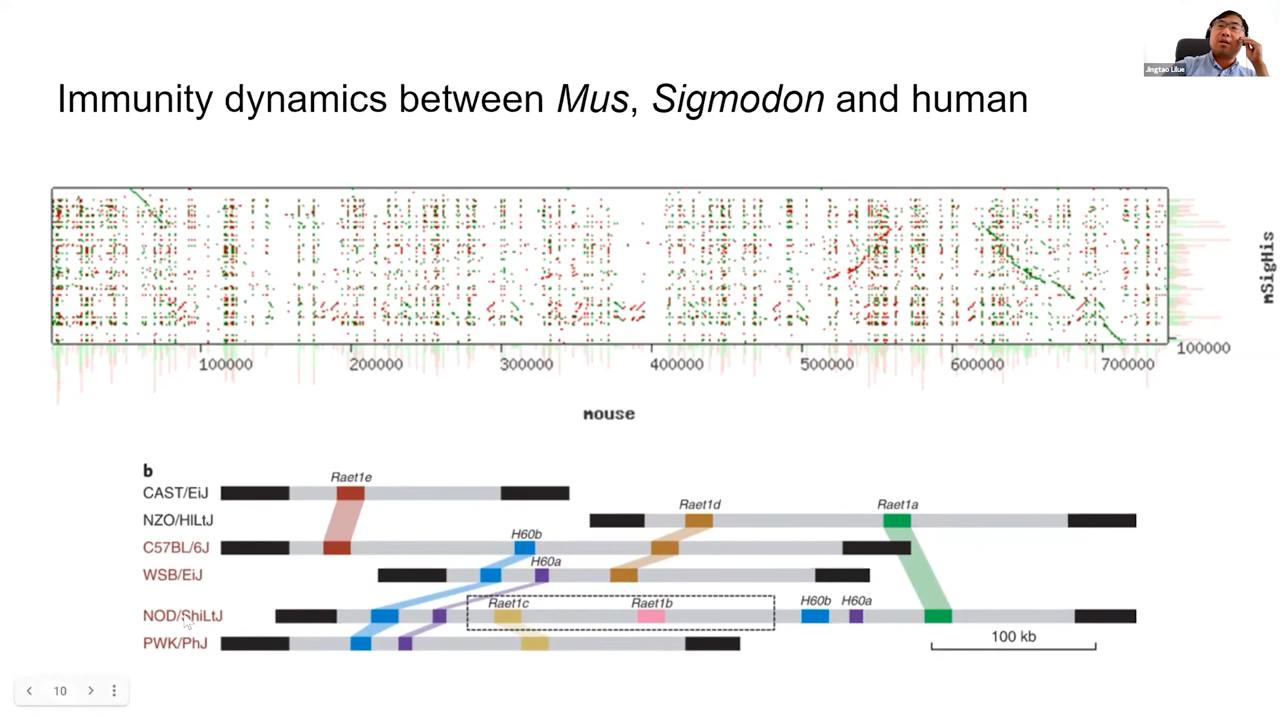 Jingtao Lilue
Immunity dynamics between Mus, Sigmodon and human
mSigHis
100000 200000 300000 400000 500000 600000 700000 100000
mouse
b
Raet1e
CAST/EiJ
Raet1d Raet1a
NZO/HlLtJ
H60b
C57BL/6J
H60a
WSB/EiJ
Raet1c Raet1b H60b H60a
NOD/ShiLtJ
100 kb
PWK/PhJ
10